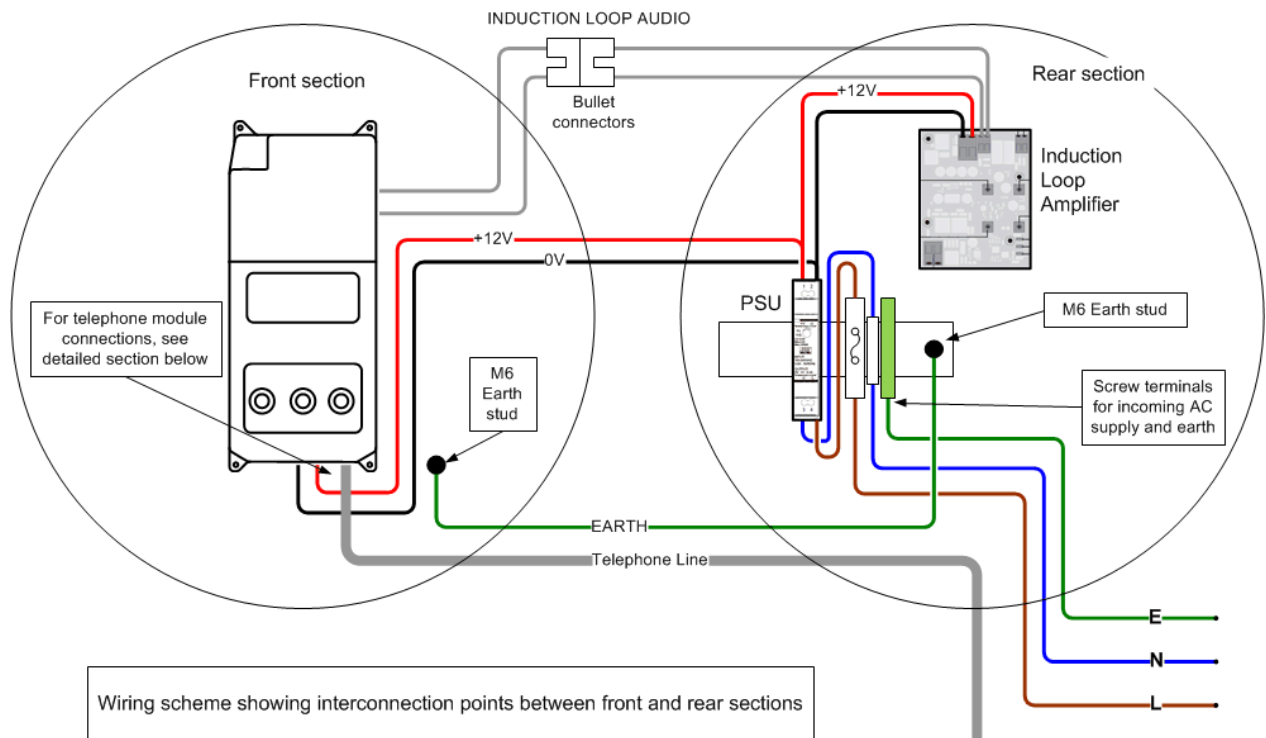 INDUCTION LOOP AUDIO
Front section
Rear section
Bullet
connectors
+12V
Induction
Loop
Amplifier
+12V
0V
PSU
M6 Earth stud
For telephone module
connections, see
detailed section below
M6
Earth
stud
Screw terminals
for incoming AC
supply and earth
EARTH
Telephone Line
E
N
L
Wiring scheme showing interconnection points between front and rear sections